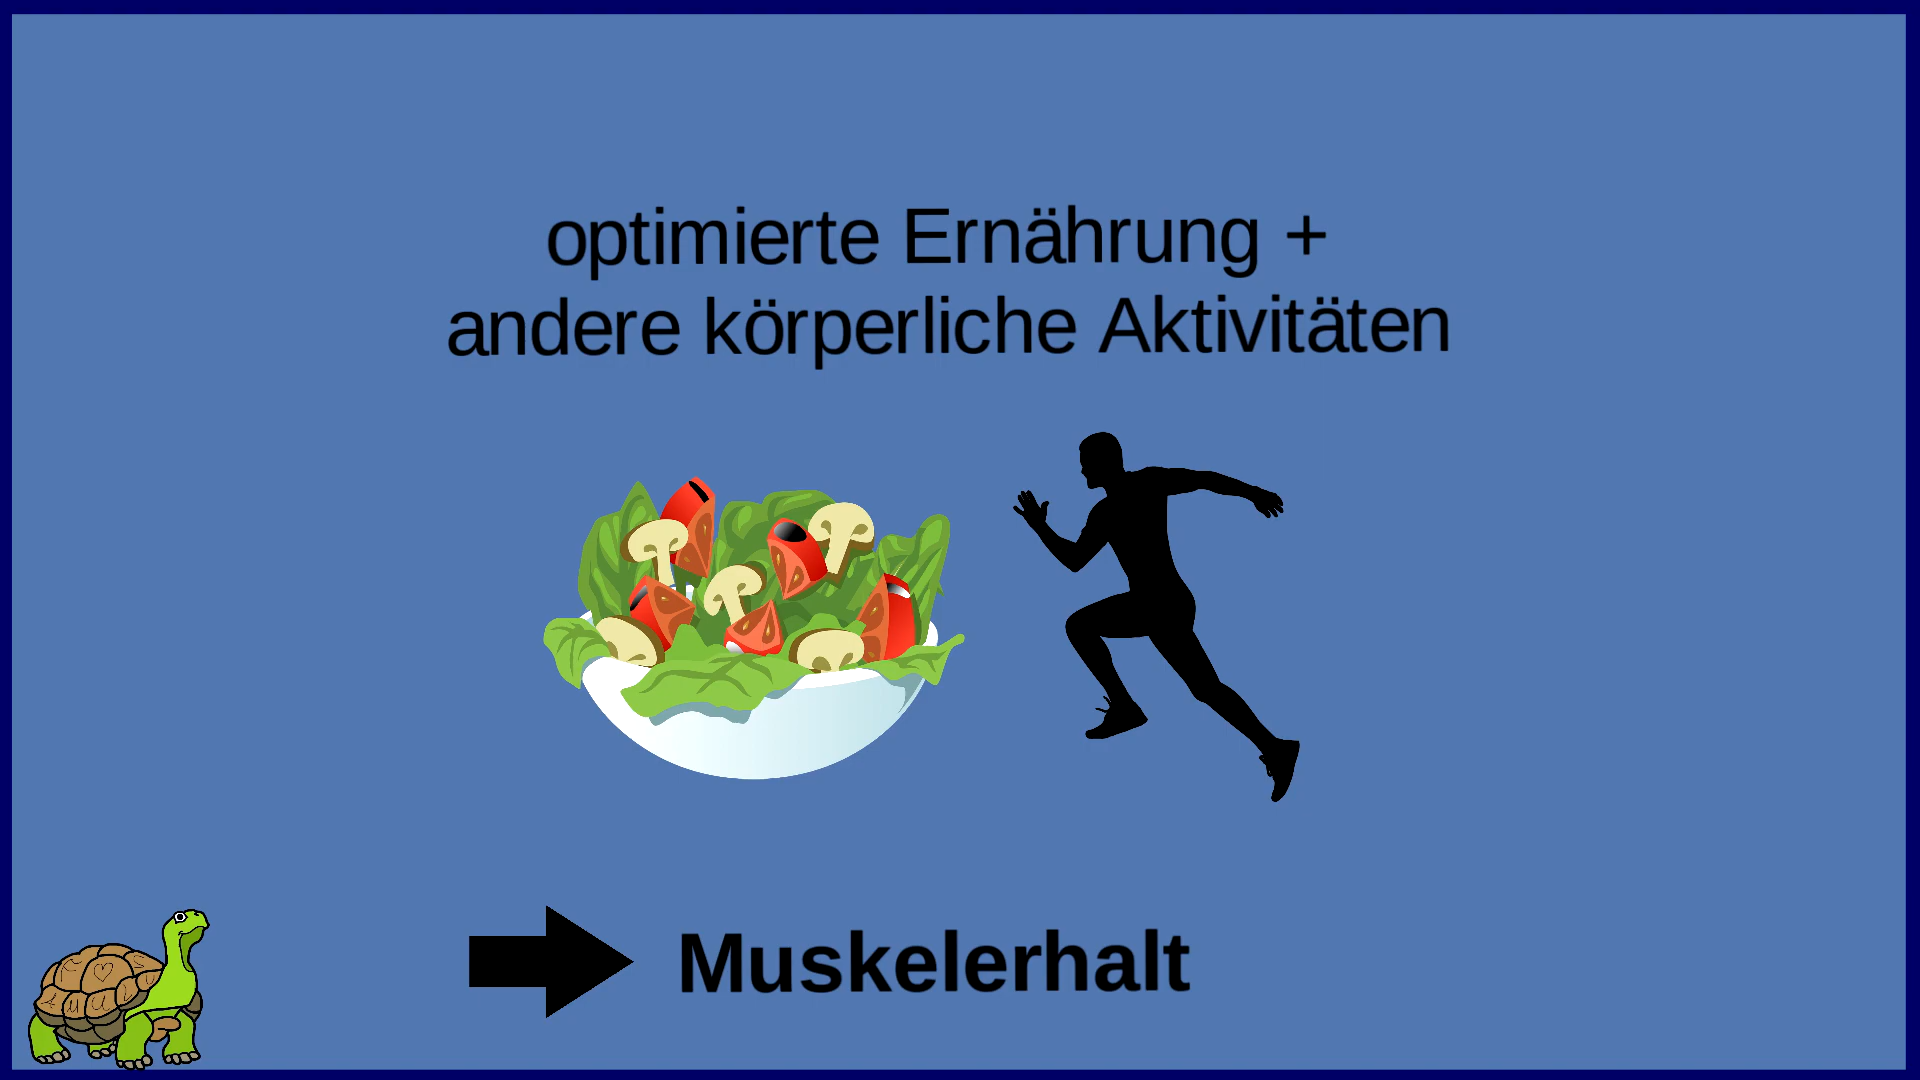 optimierte Ernährung +
andere körperliche Aktivitäten
Muskelerhalt